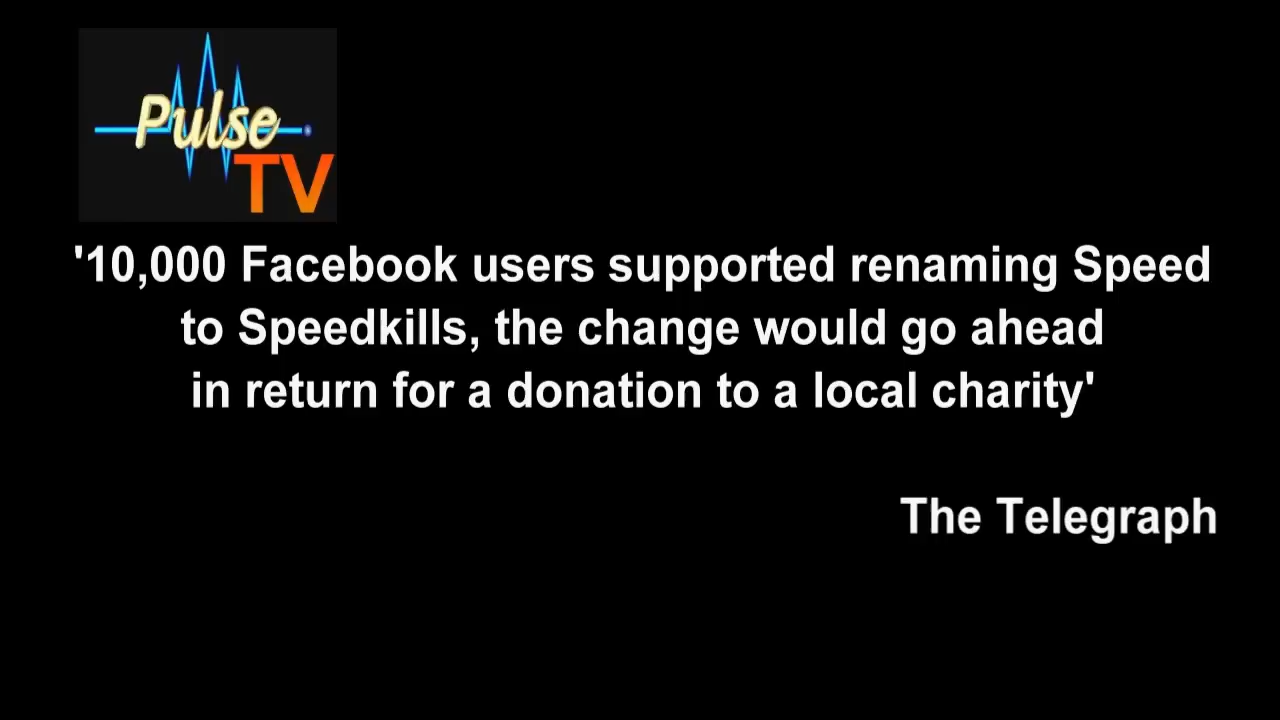 Pulse
TV
'10,000 Facebook users supported renaming Speed
to Speedkills, the change would go ahead
in return for a donation to a local charity'
The Telegraph